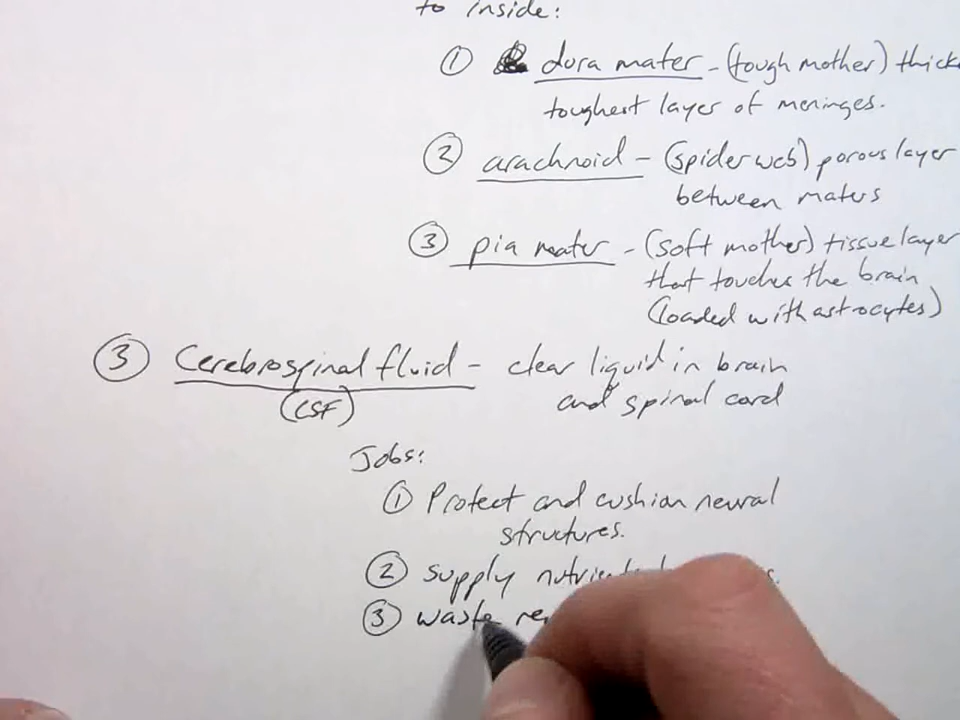 to inside:
① dura mater - (tough mother) thick
toughest layer of meninges.
② arachnoid - (spider web) porous layer
between maters
③ pia mater - (soft mother) tissue layer
that touches the brain
(loaded with astrocytes)
③ Cerebrospinal fluid - clear liquid in brain
(CSF) and spinal cord
Jobs:
① Protect and cushion neural
structures.
② supply
③ waste